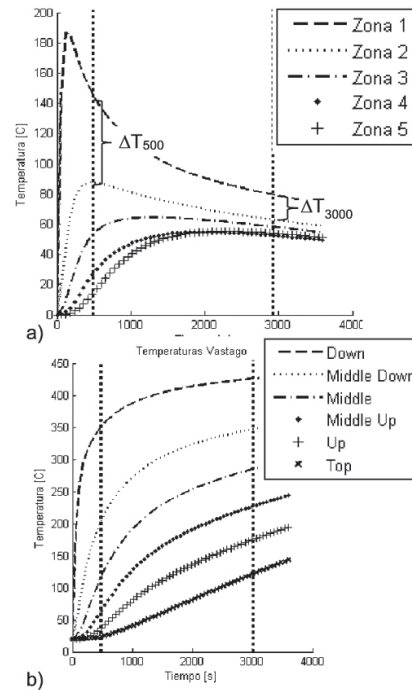 200
180
160
140
120
100
80
60
40
20
0
Temperatura [C]
0 1000 2000 3000 4000
ΔT500
ΔT3000
Zona 1
Zona 2
Zona 3
Zona 4
Zona 5
a)
Temperaturas Vastago
450
400
350
300
250
200
150
100
50
0
Temperatura [C]
0 1000 2000 3000 4000
Tiempo [s]
Down
Middle Down
Middle
Middle Up
Up
Top
b)